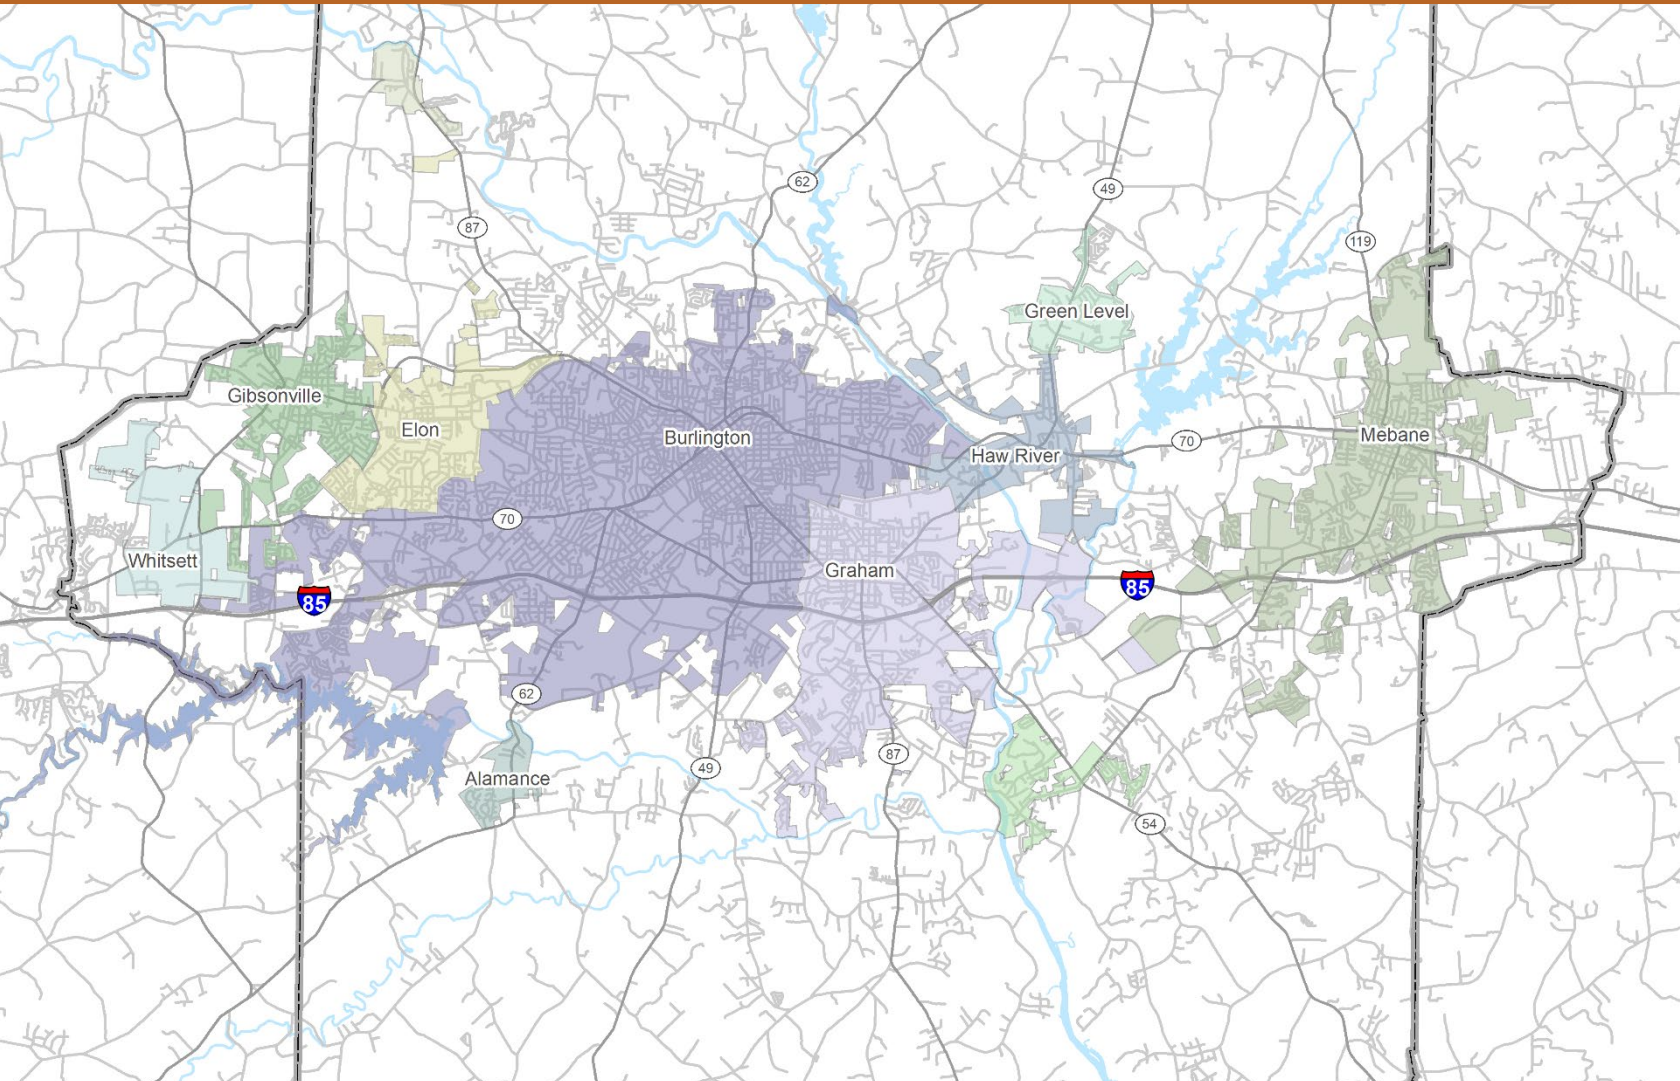 62
49
87
119
Green Level
Gibsonville
Elon
Burlington
Mebane
70
Haw River
70
Whitsett
Graham
85
85
62
87
49
Alamance
54